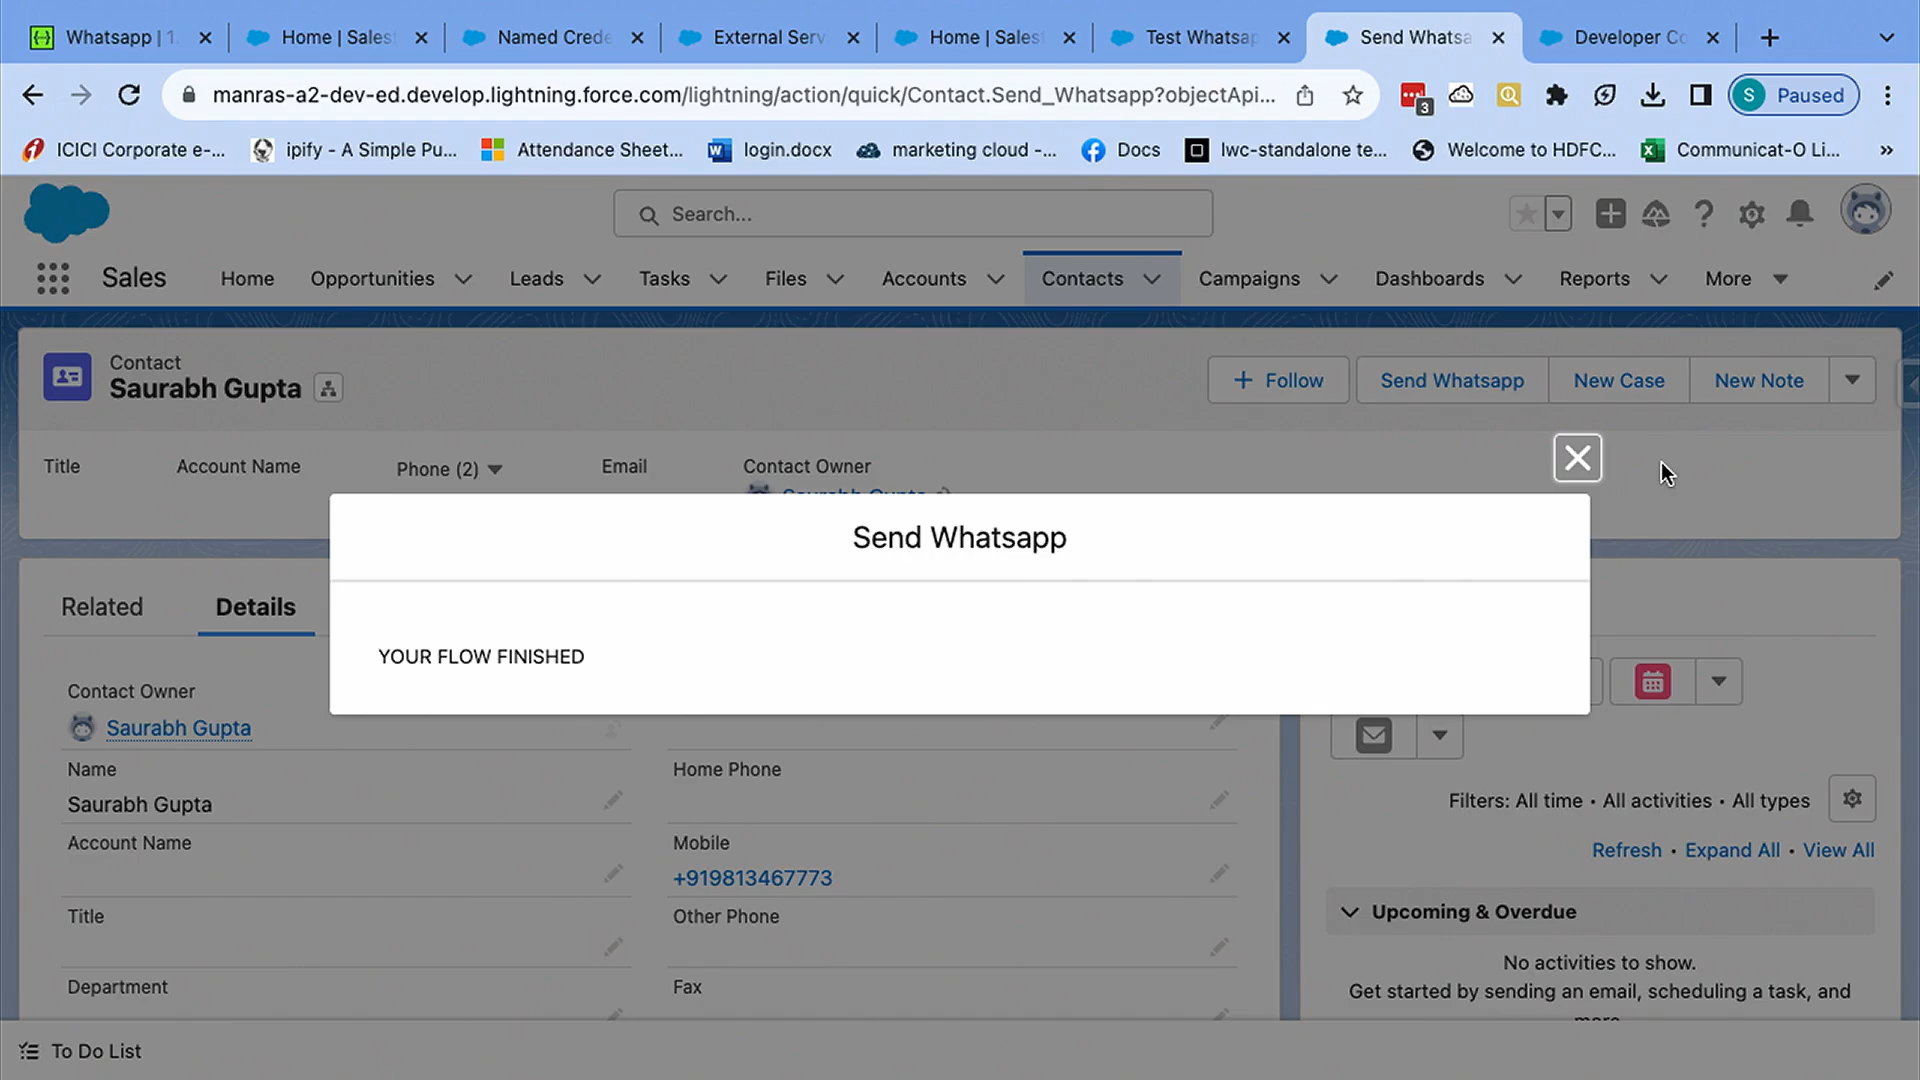 Whatsapp | 1.
Home | Sales
Named Crede
External Serv
Home | Sales
Test Whatsap
Send Whatsa
Developer Co
manras-a2-dev-ed.develop.lightning.force.com/lightning/action/quick/Contact.Send_Whatsapp?objectApi...
3
S Paused
ICICI Corporate e-...
ipify - A Simple Pu...
Attendance Sheet...
login.docx
marketing cloud -...
Docs
lwc-standalone te...
Welcome to HDFC...
Communicat-O Li...
»
Search...
Sales
Home
Opportunities
Leads
Tasks
Files
Accounts
Contacts
Campaigns
Dashboards
Reports
More
Contact
Saurabh Gupta
+ Follow
Send Whatsapp
New Case
New Note
Title
Account Name
Phone (2)
Email
Contact Owner
Saurabh Gupta
Send Whatsapp
YOUR FLOW FINISHED
Related
Details
Contact Owner
Saurabh Gupta
Name
Saurabh Gupta
Account Name
Title
Department
Home Phone
Mobile
+919813467773
Other Phone
Fax
Filters: All time • All activities • All types
Refresh • Expand All • View All
Upcoming & Overdue
No activities to show.
Get started by sending an email, scheduling a task, and
more.
To Do List